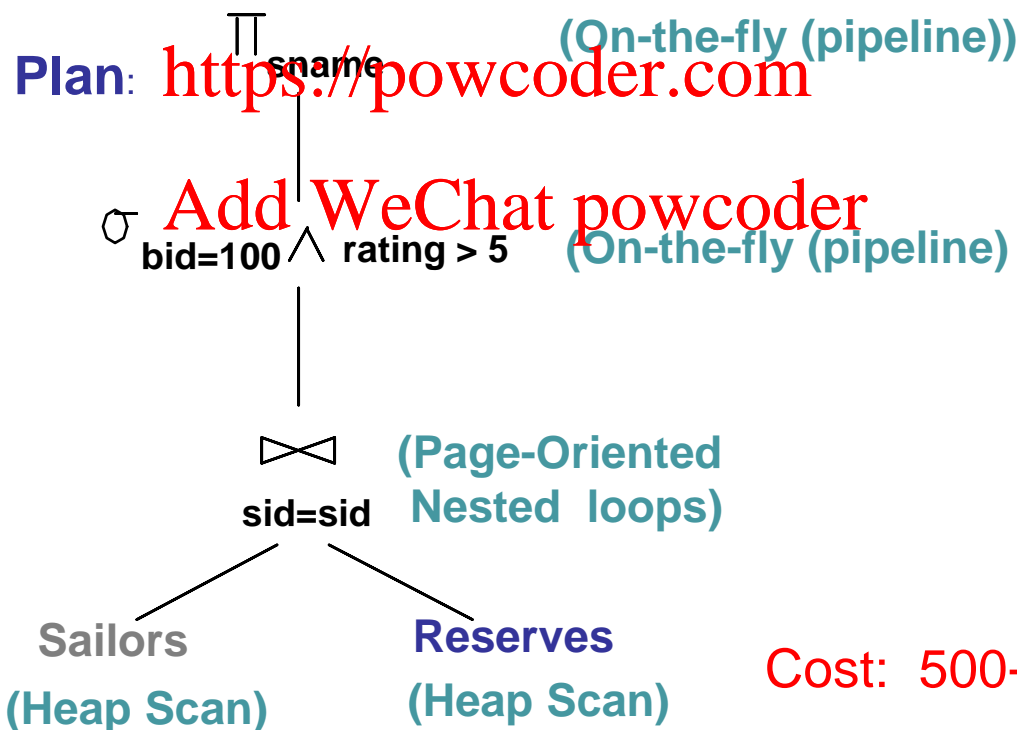 ∏ sname (On-the-fly (pipeline))
Plan: https://powcoder.com
Add WeChat powcoder
σ bid=100 ∧ rating > 5 (On-the-fly (pipeline)
⋈ (Page-Oriented
sid=sid Nested loops)
Sailors Reserves
Cost: 500-
(Heap Scan) (Heap Scan)